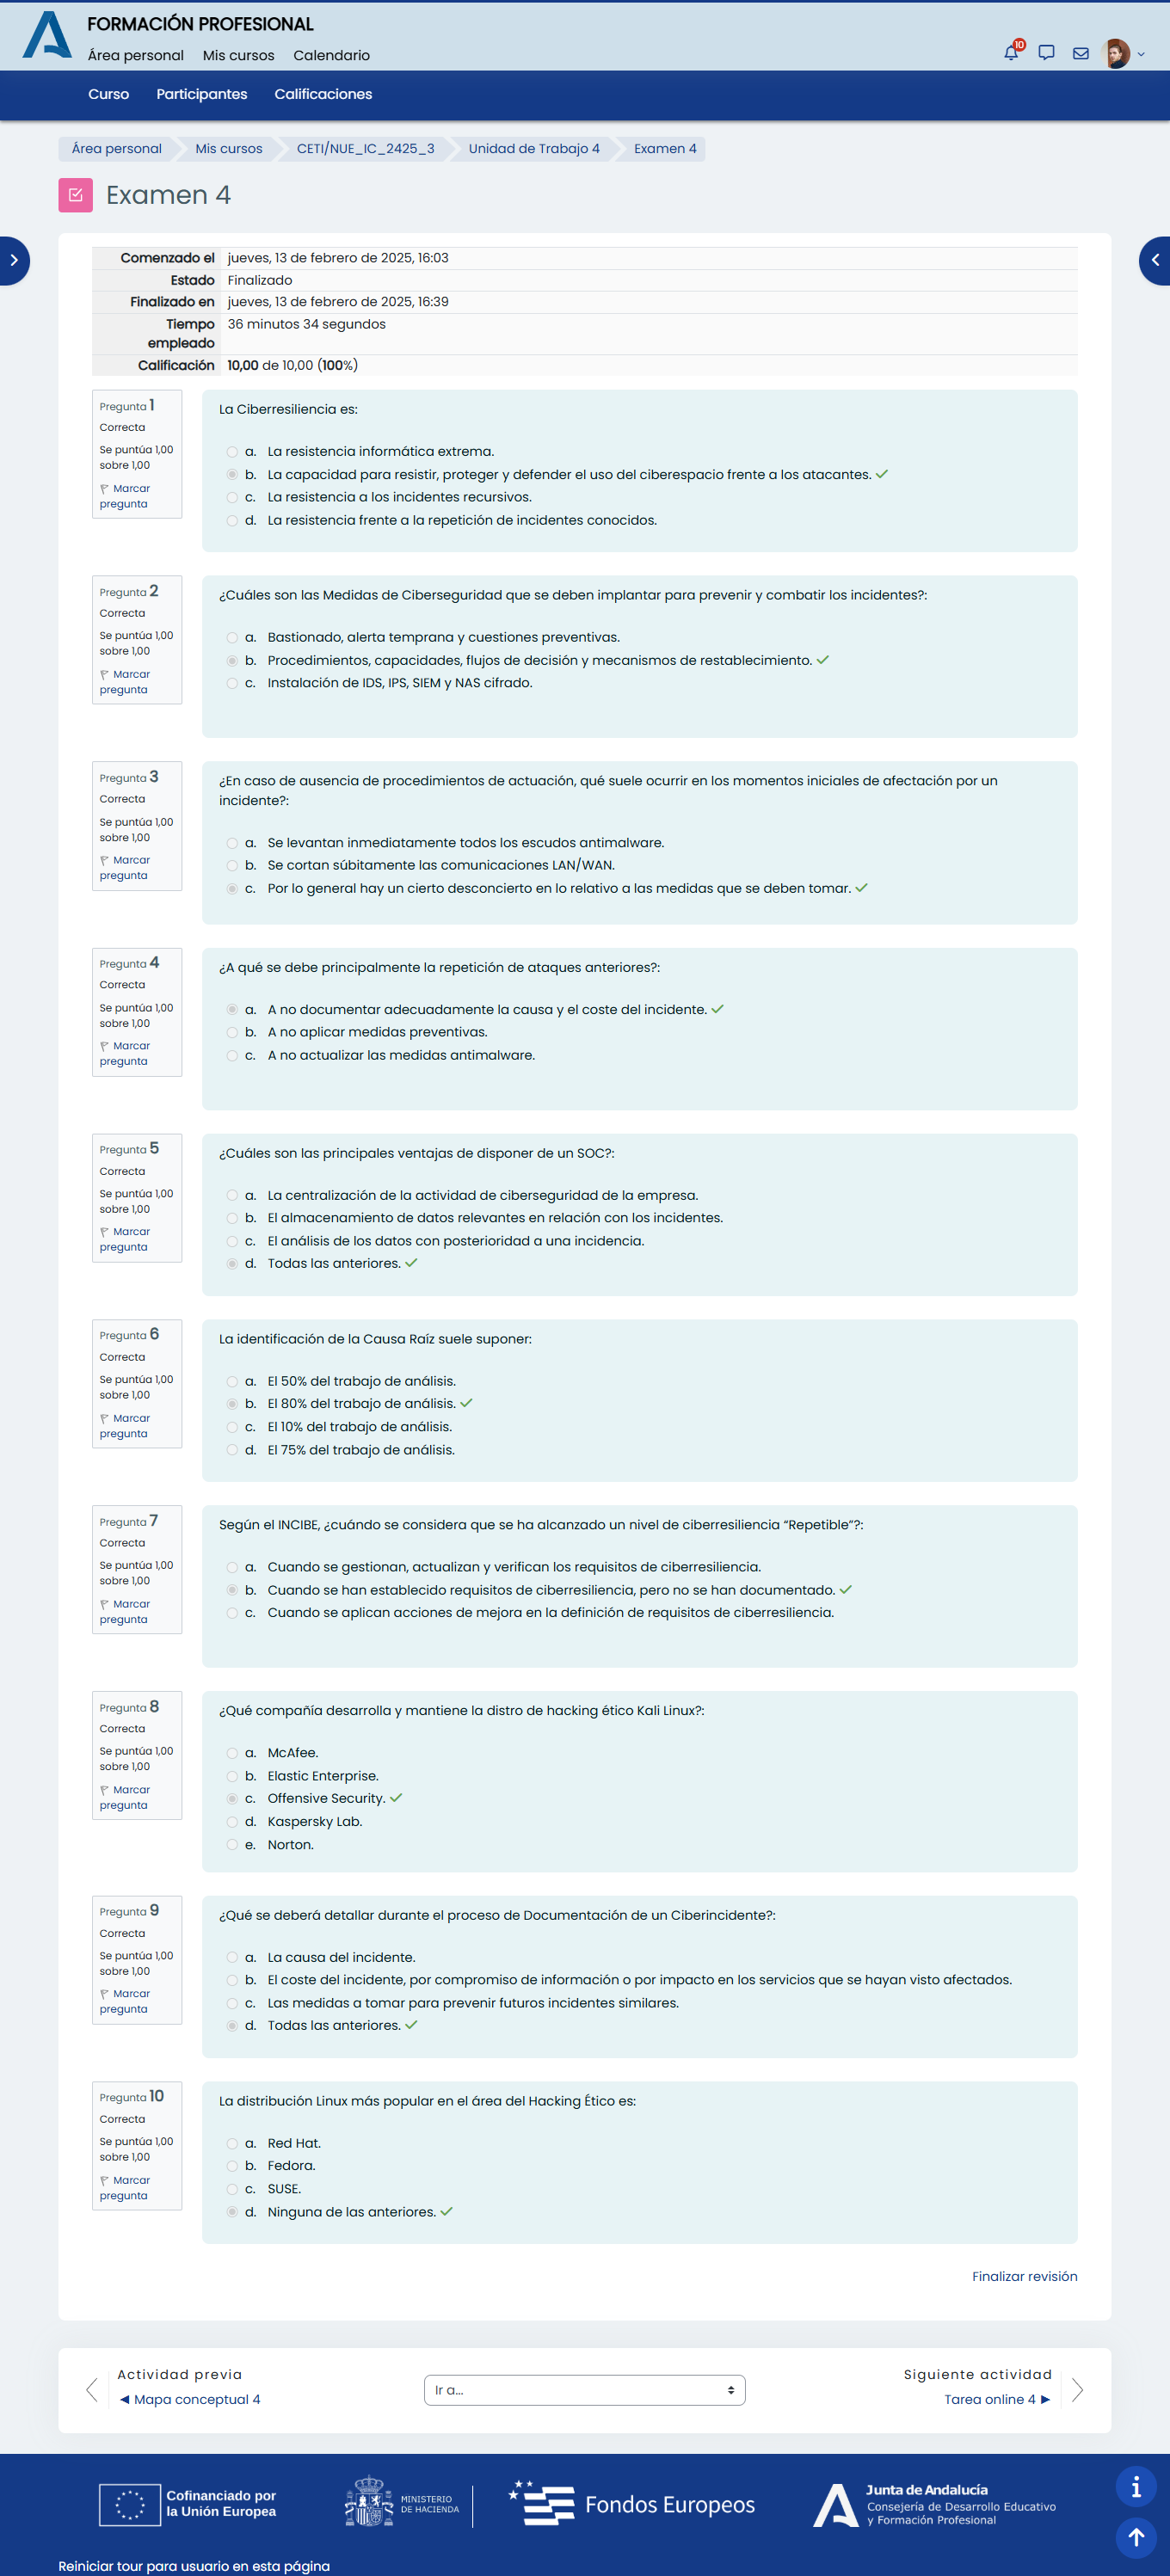 FORMACIÓN PROFESIONAL
Área personal Mis cursos Calendario
10
Curso Participantes Calificaciones
Área personal Mis cursos CETI/NUE_IC_2425_3 Unidad de Trabajo 4 Examen 4
Examen 4
Comenzado el jueves, 13 de febrero de 2025, 16:03
Estado Finalizado
Finalizado en jueves, 13 de febrero de 2025, 16:39
Tiempo empleado 36 minutos 34 segundos
Calificación 10,00 de 10,00 (100%)
Pregunta 1
Correcta
Se puntúa 1,00
sobre 1,00
Marcar
pregunta
La Ciberresiliencia es:
a. La resistencia informática extrema.
b. La capacidad para resistir, proteger y defender el uso del ciberespacio frente a los atacantes.
c. La resistencia a los incidentes recursivos.
d. La resistencia frente a la repetición de incidentes conocidos.
Pregunta 2
Correcta
Se puntúa 1,00
sobre 1,00
Marcar
pregunta
¿Cuáles son las Medidas de Ciberseguridad que se deben implantar para prevenir y combatir los incidentes?:
a. Bastionado, alerta temprana y cuestiones preventivas.
b. Procedimientos, capacidades, flujos de decisión y mecanismos de restablecimiento.
c. Instalación de IDS, IPS, SIEM y NAS cifrado.
Pregunta 3
Correcta
Se puntúa 1,00
sobre 1,00
Marcar
pregunta
¿En caso de ausencia de procedimientos de actuación, qué suele ocurrir en los momentos iniciales de afectación por un
incidente?:
a. Se levantan inmediatamente todos los escudos antimalware.
b. Se cortan súbitamente las comunicaciones LAN/WAN.
c. Por lo general hay un cierto desconcierto en lo relativo a las medidas que se deben tomar.
Pregunta 4
Correcta
Se puntúa 1,00
sobre 1,00
Marcar
pregunta
¿A qué se debe principalmente la repetición de ataques anteriores?:
a. A no documentar adecuadamente la causa y el coste del incidente.
b. A no aplicar medidas preventivas.
c. A no actualizar las medidas antimalware.
Pregunta 5
Correcta
Se puntúa 1,00
sobre 1,00
Marcar
pregunta
¿Cuáles son las principales ventajas de disponer de un SOC?:
a. La centralización de la actividad de ciberseguridad de la empresa.
b. El almacenamiento de datos relevantes en relación con los incidentes.
c. El análisis de los datos con posterioridad a una incidencia.
d. Todas las anteriores.
Pregunta 6
Correcta
Se puntúa 1,00
sobre 1,00
Marcar
pregunta
La identificación de la Causa Raíz suele suponer:
a. El 50% del trabajo de análisis.
b. El 80% del trabajo de análisis.
c. El 10% del trabajo de análisis.
d. El 75% del trabajo de análisis.
Pregunta 7
Correcta
Se puntúa 1,00
sobre 1,00
Marcar
pregunta
Según el INCIBE, ¿cuándo se considera que se ha alcanzado un nivel de ciberresiliencia “Repetible”?:
a. Cuando se gestionan, actualizan y verifican los requisitos de ciberresiliencia.
b. Cuando se han establecido requisitos de ciberresiliencia, pero no se han documentado.
c. Cuando se aplican acciones de mejora en la definición de requisitos de ciberresiliencia.
Pregunta 8
Correcta
Se puntúa 1,00
sobre 1,00
Marcar
pregunta
¿Qué compañía desarrolla y mantiene la distro de hacking ético Kali Linux?:
a. McAfee.
b. Elastic Enterprise.
c. Offensive Security.
d. Kaspersky Lab.
e. Norton.
Pregunta 9
Correcta
Se puntúa 1,00
sobre 1,00
Marcar
pregunta
¿Qué se deberá detallar durante el proceso de Documentación de un Ciberincidente?:
a. La causa del incidente.
b. El coste del incidente, por compromiso de información o por impacto en los servicios que se hayan visto afectados.
c. Las medidas a tomar para prevenir futuros incidentes similares.
d. Todas las anteriores.
Pregunta 10
Correcta
Se puntúa 1,00
sobre 1,00
Marcar
pregunta
La distribución Linux más popular en el área del Hacking Ético es:
a. Red Hat.
b. Fedora.
c. SUSE.
d. Ninguna de las anteriores.
Finalizar revisión
Actividad previa
◄ Mapa conceptual 4
Ir a...
Siguiente actividad
Tarea online 4 ►
Cofinanciado por
la Unión Europea
MINISTERIO
DE HACIENDA
Fondos Europeos
Junta de Andalucía
Consejería de Desarrollo Educativo
y Formación Profesional
Reiniciar tour para usuario en esta página